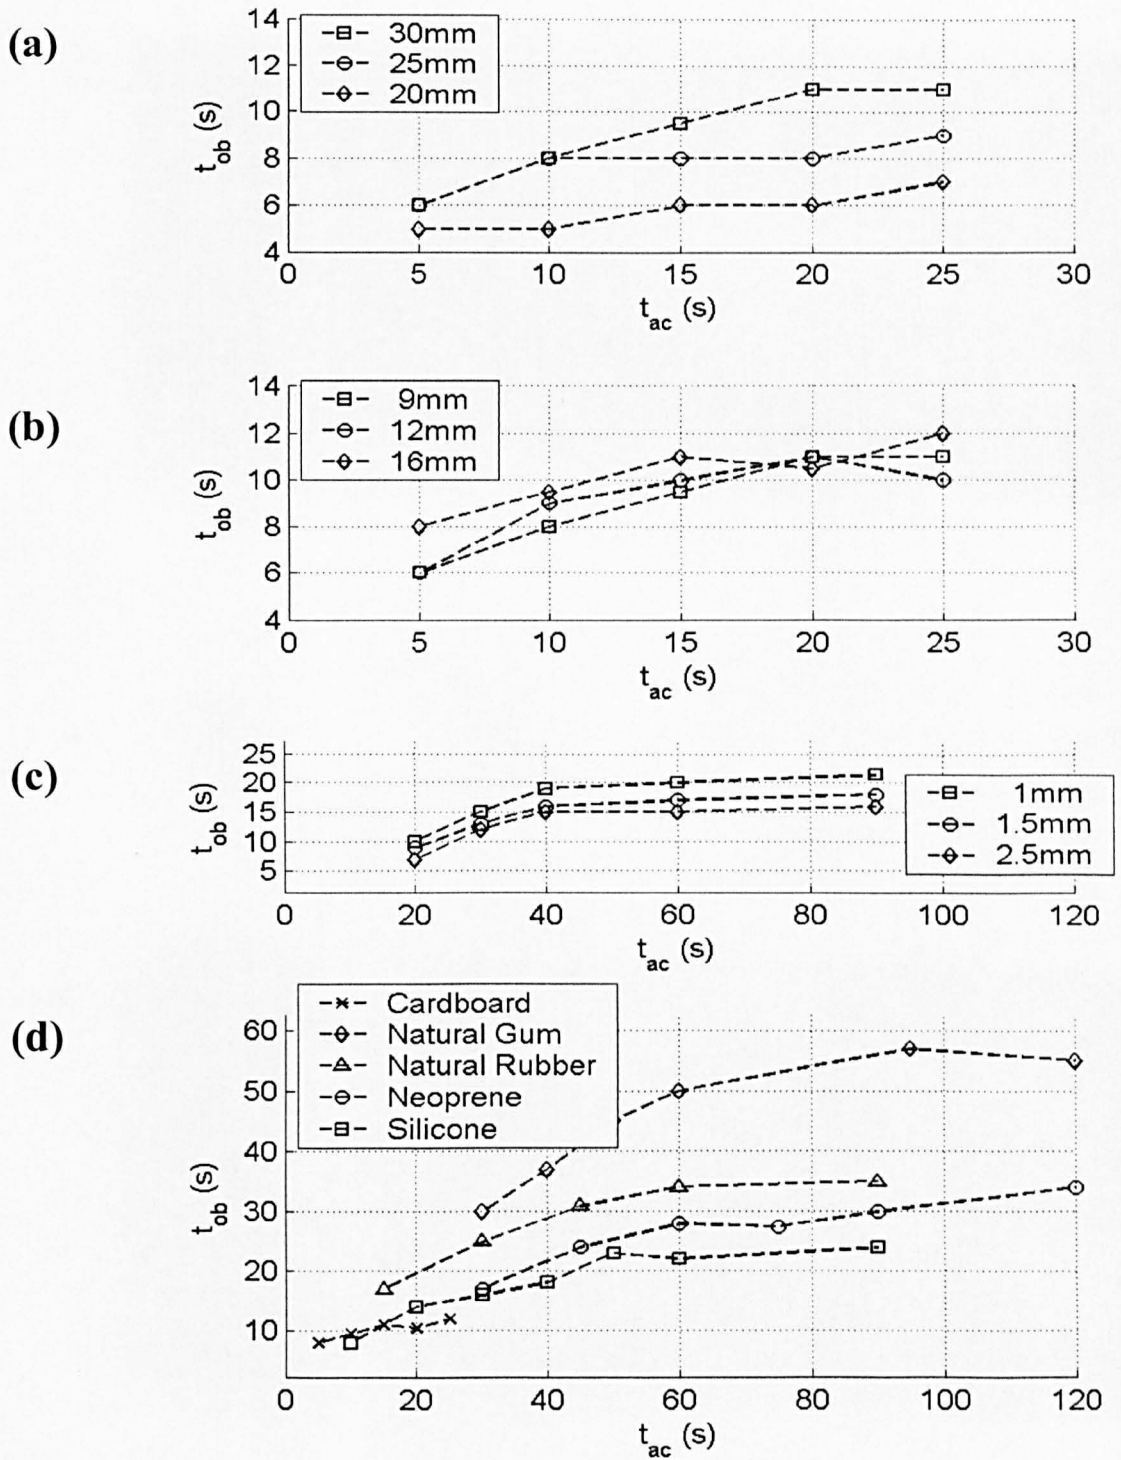 (a)
30mm
25mm
20mm
14
12
10
8
6
4
t_ob (s)
0 5 10 15 20 25 30
t_ac (s)
(b)
9mm
12mm
16mm
14
12
10
8
6
4
t_ob (s)
0 5 10 15 20 25 30
t_ac (s)
(c)
1mm
1.5mm
2.5mm
25
20
15
10
5
t_ob (s)
0 20 40 60 80 100 120
t_ac (s)
(d)
Cardboard
Natural Gum
Natural Rubber
Neoprene
Silicone
60
50
40
30
20
10
t_ob (s)
0 20 40 60 80 100 120
t_ac (s)